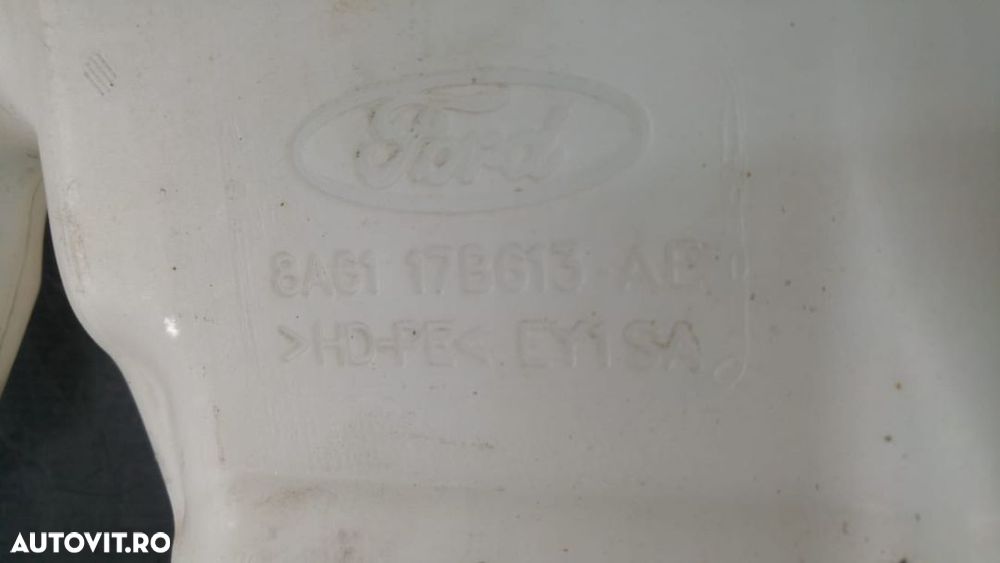 Ford
8A61 17B613 AB
>HD-PE< EY1SA
AUTOVIT.RO